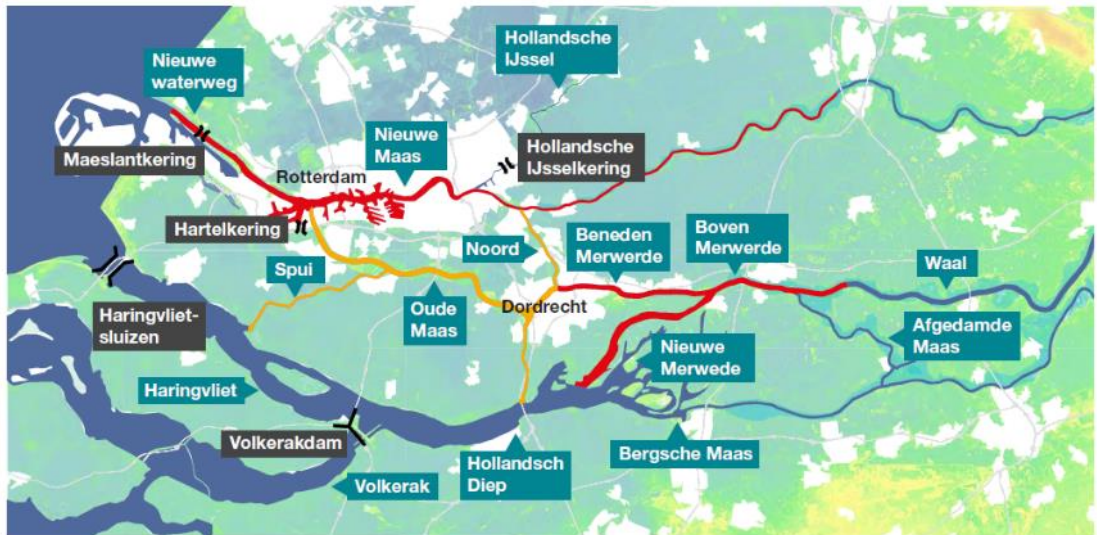 Nieuwe
waterweg
Hollandsche
IJssel
Maeslantkering
Nieuwe
Maas
Hollandsche
IJsselkering
Rotterdam
Hartelkering
Noord
Beneden
Merwerde
Boven
Merwerde
Spui
Waal
Haringvliet-
sluizen
Oude
Maas
Dordrecht
Afgedamde
Maas
Nieuwe
Merwede
Haringvliet
Volkerakdam
Bergsche Maas
Hollandsch
Diep
Volkerak